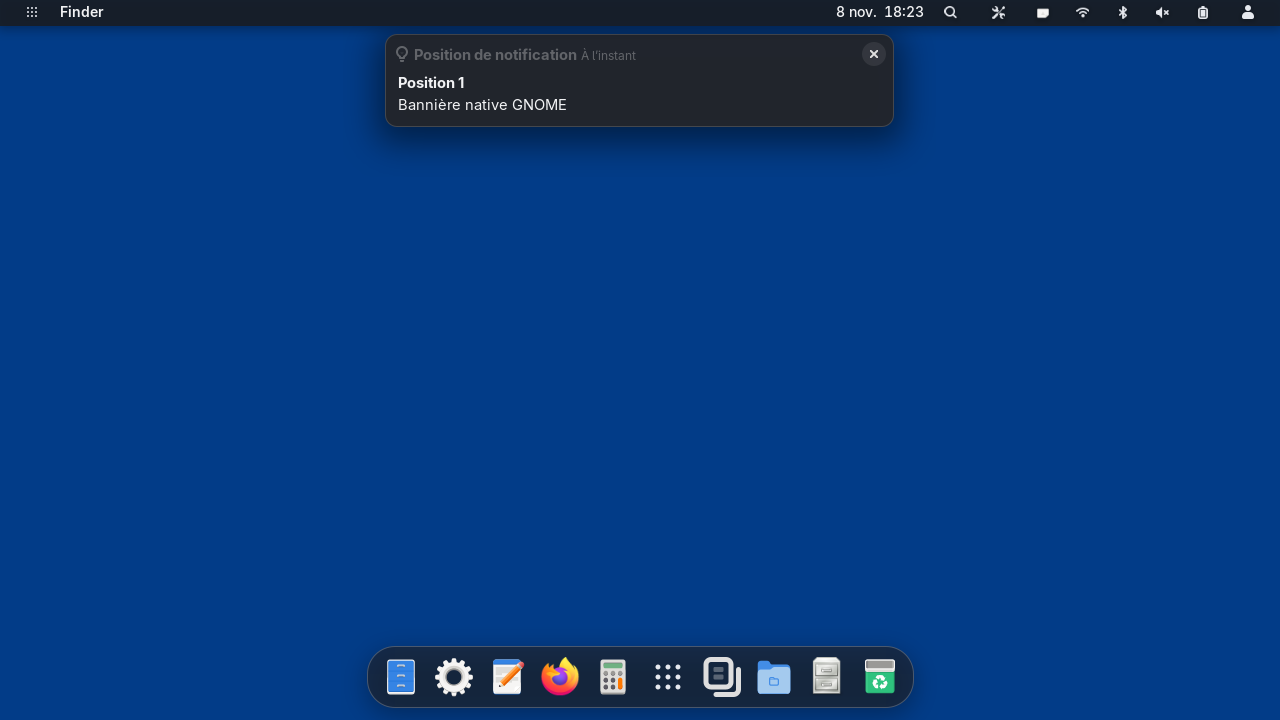 Finder
8 nov. 18:23
Position de notification À l'instant
Position 1
Bannière native GNOME